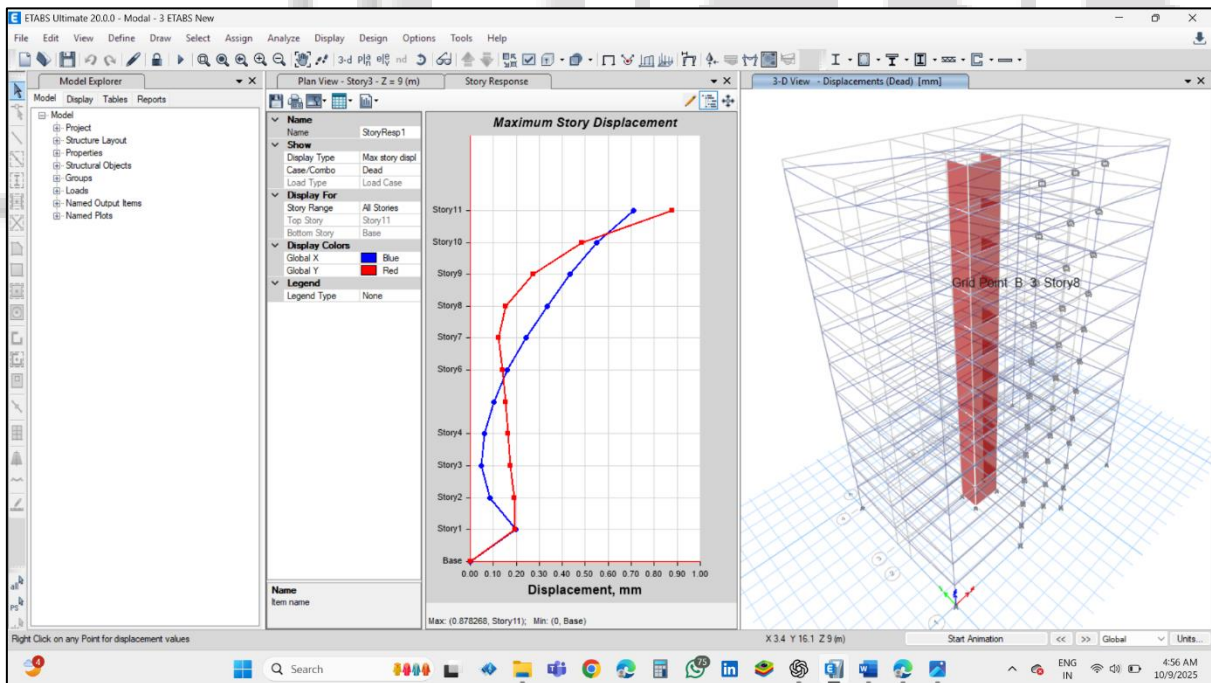 ETABS Ultimate 20.0.0 - Modal - 3 ETABS New
File Edit View Define Draw Select Assign Analyze Display Design Options Tools Help
3-d nd
Model Explorer
Model Display Tables Reports
Model
Project
Structure Layout
Properties
Structural Objects
Groups
Loads
Named Output Items
Named Plots
Plan View - Story3 - Z = 9 (m)
Story Response
Name
Name StoryResp1
Show
Display Type Max story displ
Case/Combo Dead
Load Type Load Case
Display For
Story Range All Stories
Top Story Story11
Bottom Story Base
Display Colors
Global X Blue
Global Y Red
Legend
Legend Type None
Name
Item name
Maximum Story Displacement
Story11
Story10
Story9
Story8
Story7
Story6
Story4
Story3
Story2
Story1
Base
0.00 0.10 0.20 0.30 0.40 0.50 0.60 0.70 0.80 0.90 1.00
Displacement, mm
Max: (0.878268, Story11); Min: (0, Base)
3-D View - Displacements (Dead) [mm]
Grid Point B 3 Story8
all
PS
Right Click on any Point for displacement values
X 3.4 Y 16.1 Z 9 (m)
Start Animation
<< >> Global Units...
4
Search
75
ENG
IN
4:56 AM
10/9/2025